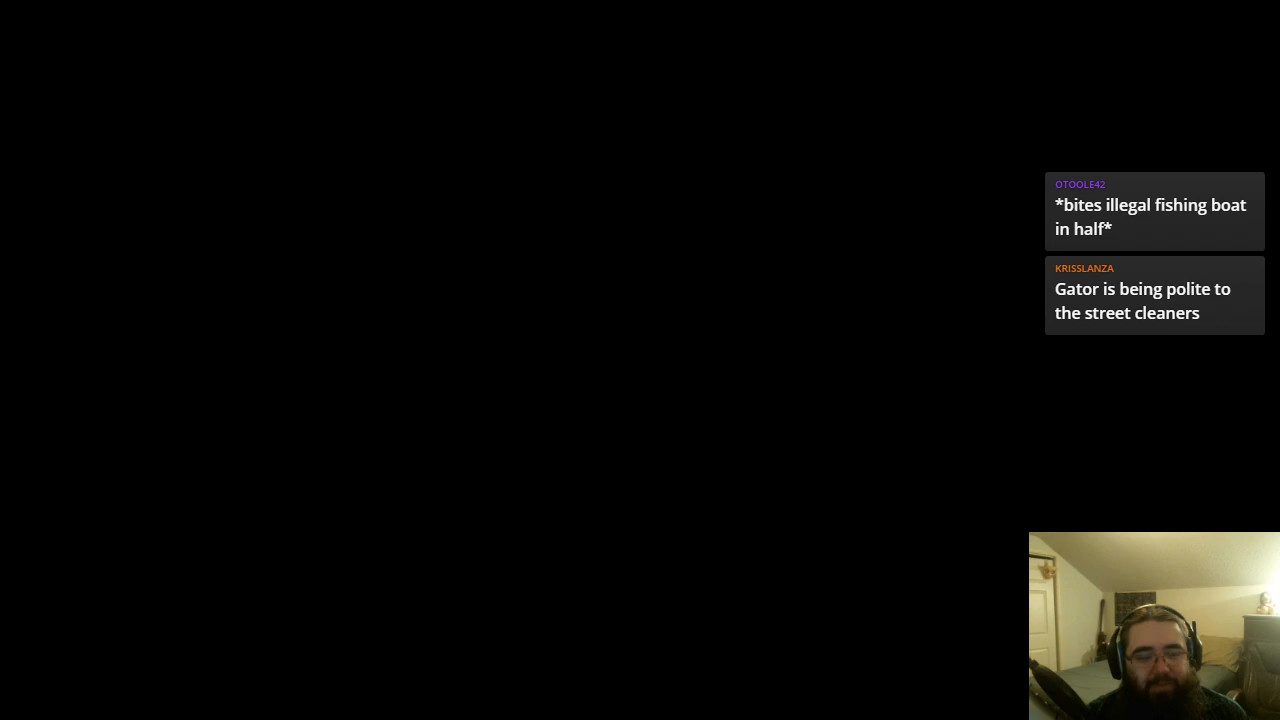 OTOOLE42
*bites illegal fishing boat
in half*
KRISSLANZA
Gator is being polite to
the street cleaners